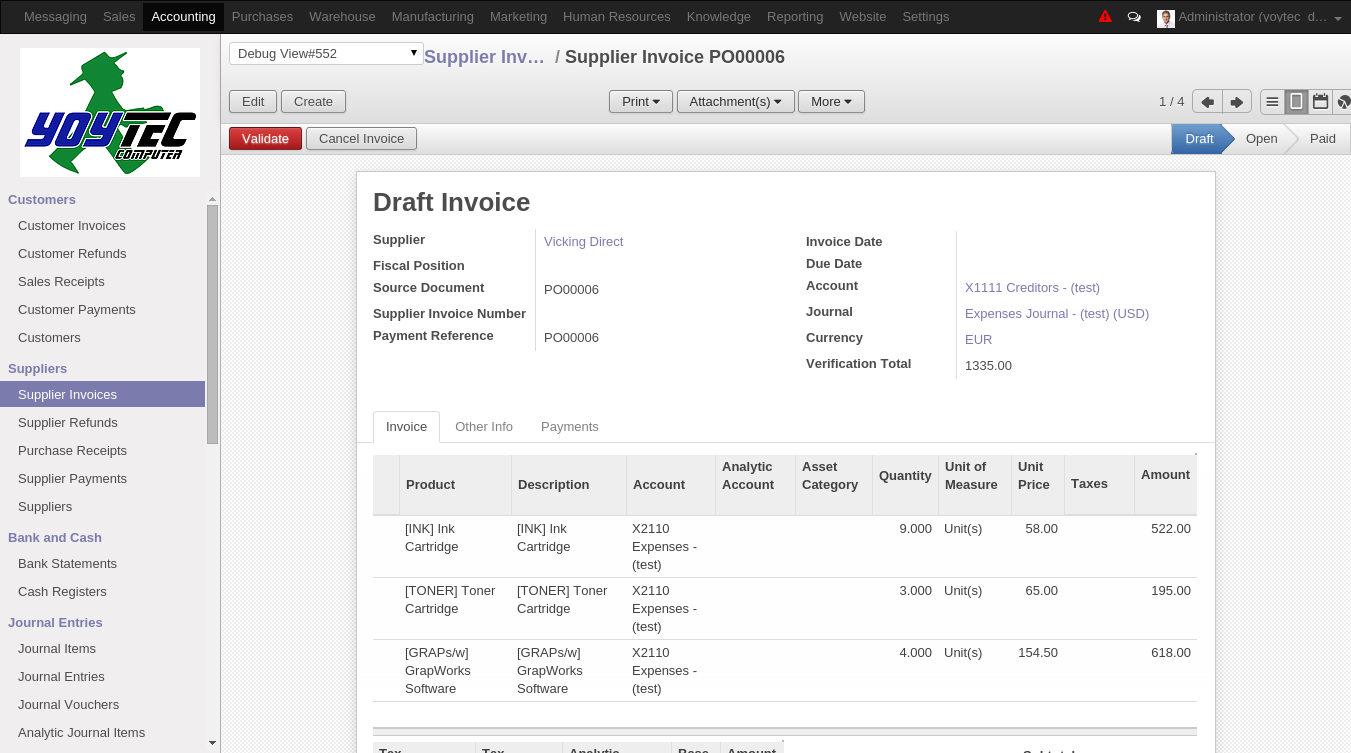 Messaging Sales Accounting Purchases Warehouse Manufacturing Marketing Human Resources Knowledge Reporting Website Settings Administrator (yoytec_d…
Debug View#552 Supplier Inv… / Supplier Invoice PO00006
Edit Create Print Attachment(s) More 1 / 4
Validate Cancel Invoice Draft Open Paid
YOYTEC
COMPUTER
Customers
Customer Invoices
Customer Refunds
Sales Receipts
Customer Payments
Customers
Suppliers
Supplier Invoices
Supplier Refunds
Purchase Receipts
Supplier Payments
Suppliers
Bank and Cash
Bank Statements
Cash Registers
Journal Entries
Journal Items
Journal Entries
Journal Vouchers
Analytic Journal Items
Draft Invoice
Supplier Vicking Direct
Fiscal Position
Source Document PO00006
Supplier Invoice Number
Payment Reference PO00006
Invoice Date
Due Date
Account X1111 Creditors - (test)
Journal Expenses Journal - (test) (USD)
Currency EUR
Verification Total 1335.00
Invoice Other Info Payments
Product Description Account Analytic Account Asset Category Quantity Unit of Measure Unit Price Taxes Amount
[INK] Ink [INK] Ink X2110 9.000 Unit(s) 58.00 522.00
Cartridge Cartridge Expenses -
(test)
[TONER] Toner [TONER] Toner X2110 3.000 Unit(s) 65.00 195.00
Cartridge Cartridge Expenses -
(test)
[GRAPs/w] [GRAPs/w] X2110 4.000 Unit(s) 154.50 618.00
GrapWorks GrapWorks Expenses -
Software Software (test)
Tax Tax Analytic Base Amount Subtotal